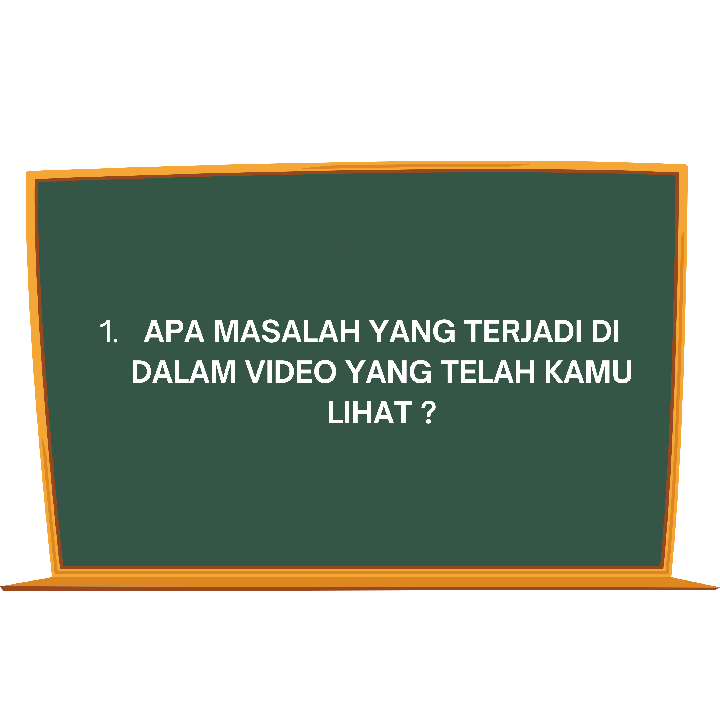 1. APA MASALAH YANG TERJADI DI
DALAM VIDEO YANG TELAH KAMU
LIHAT ?